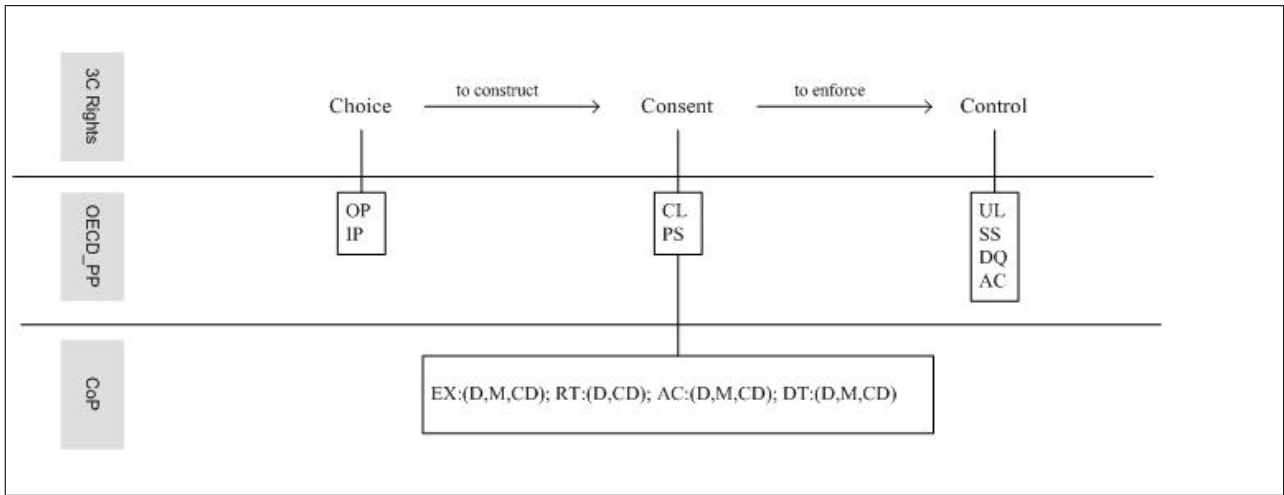 3C Rights
Choice
to construct
Consent
to enforce
Control
OECD_PP
OP
IP
CL
PS
UL
SS
DQ
AC
CoP
EX:(D,M,CD); RT:(D,CD); AC:(D,M,CD); DT:(D,M,CD)